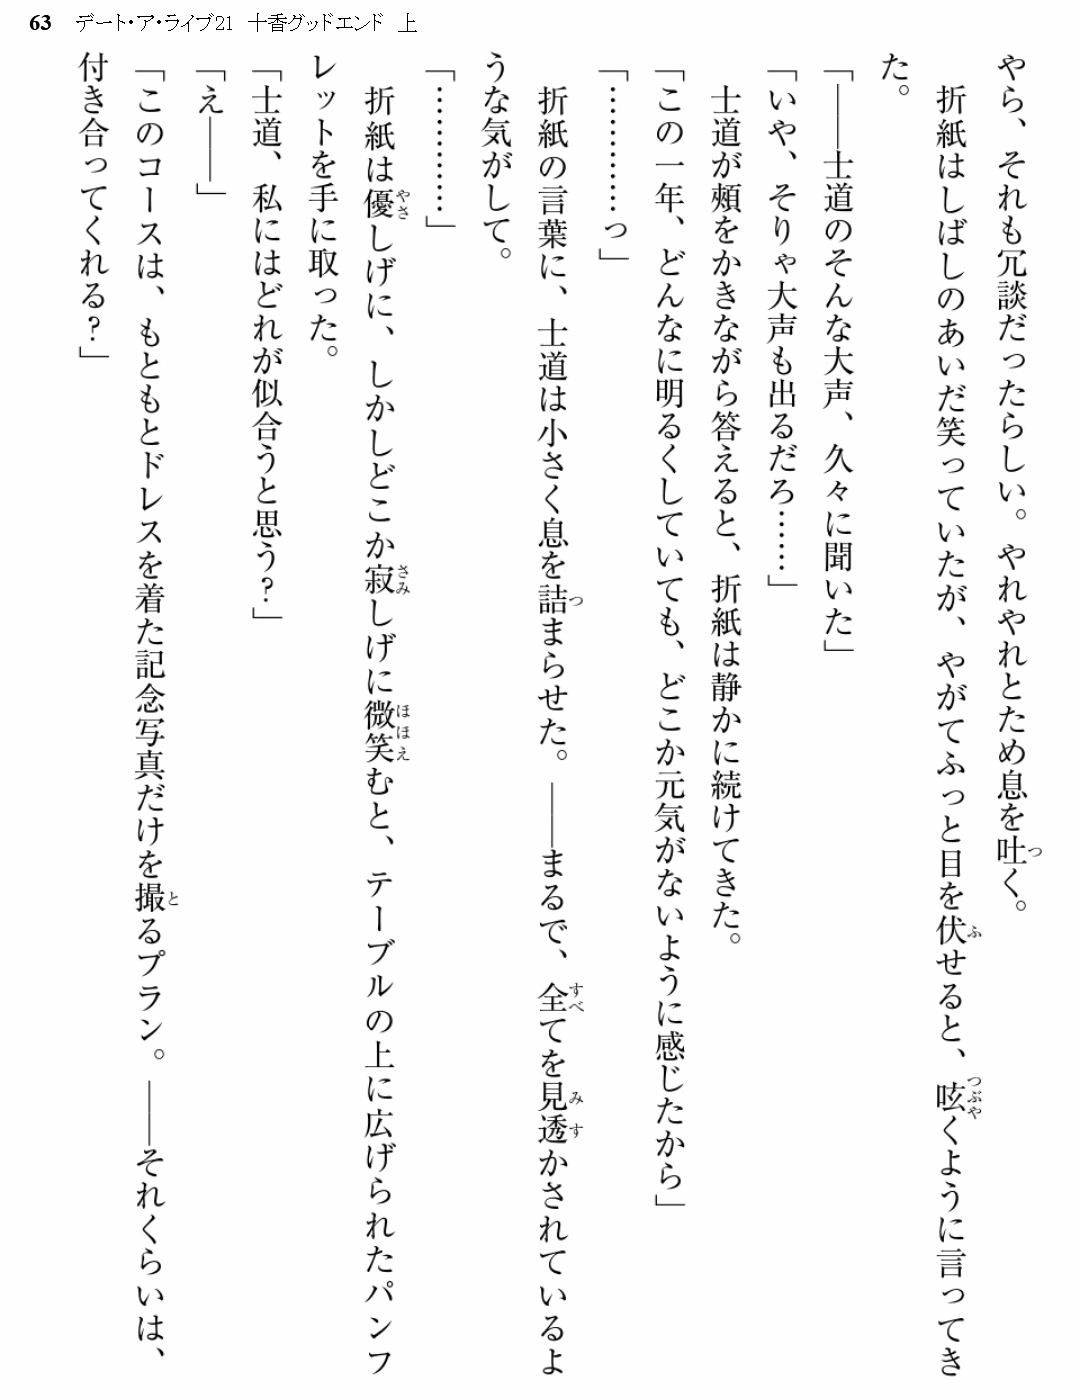 63 デート・ア・ライブ21 十香グッドエンド 上
やら、それも冗談だったらしい。やれやれとため息を吐く。
折紙はしばしのあいだ笑っていたが、やがてふっと目を伏せると、呟くように言ってき
た。
「――士道のそんな大声、久々に聞いた」
「いや、そりゃ大声も出るだろ……」
士道が頰をかきながら答えると、折紙は静かに続けてきた。
「この一年、どんなに明るくしていても、どこか元気がないように感じたから」
「…………っ」
折紙の言葉に、士道は小さく息を詰まらせた。――まるで、全てを見透かされているよ
うな気がして。
「…………」
折紙は優しげに、しかしどこか寂しげに微笑むと、テーブルの上に広げられたパンフ
レットを手に取った。
「士道、私にはどれが似合うと思う?」
「え――」
「このコースは、もともとドレスを着た記念写真だけを撮るプラン。――それくらいは、
付き合ってくれる?」